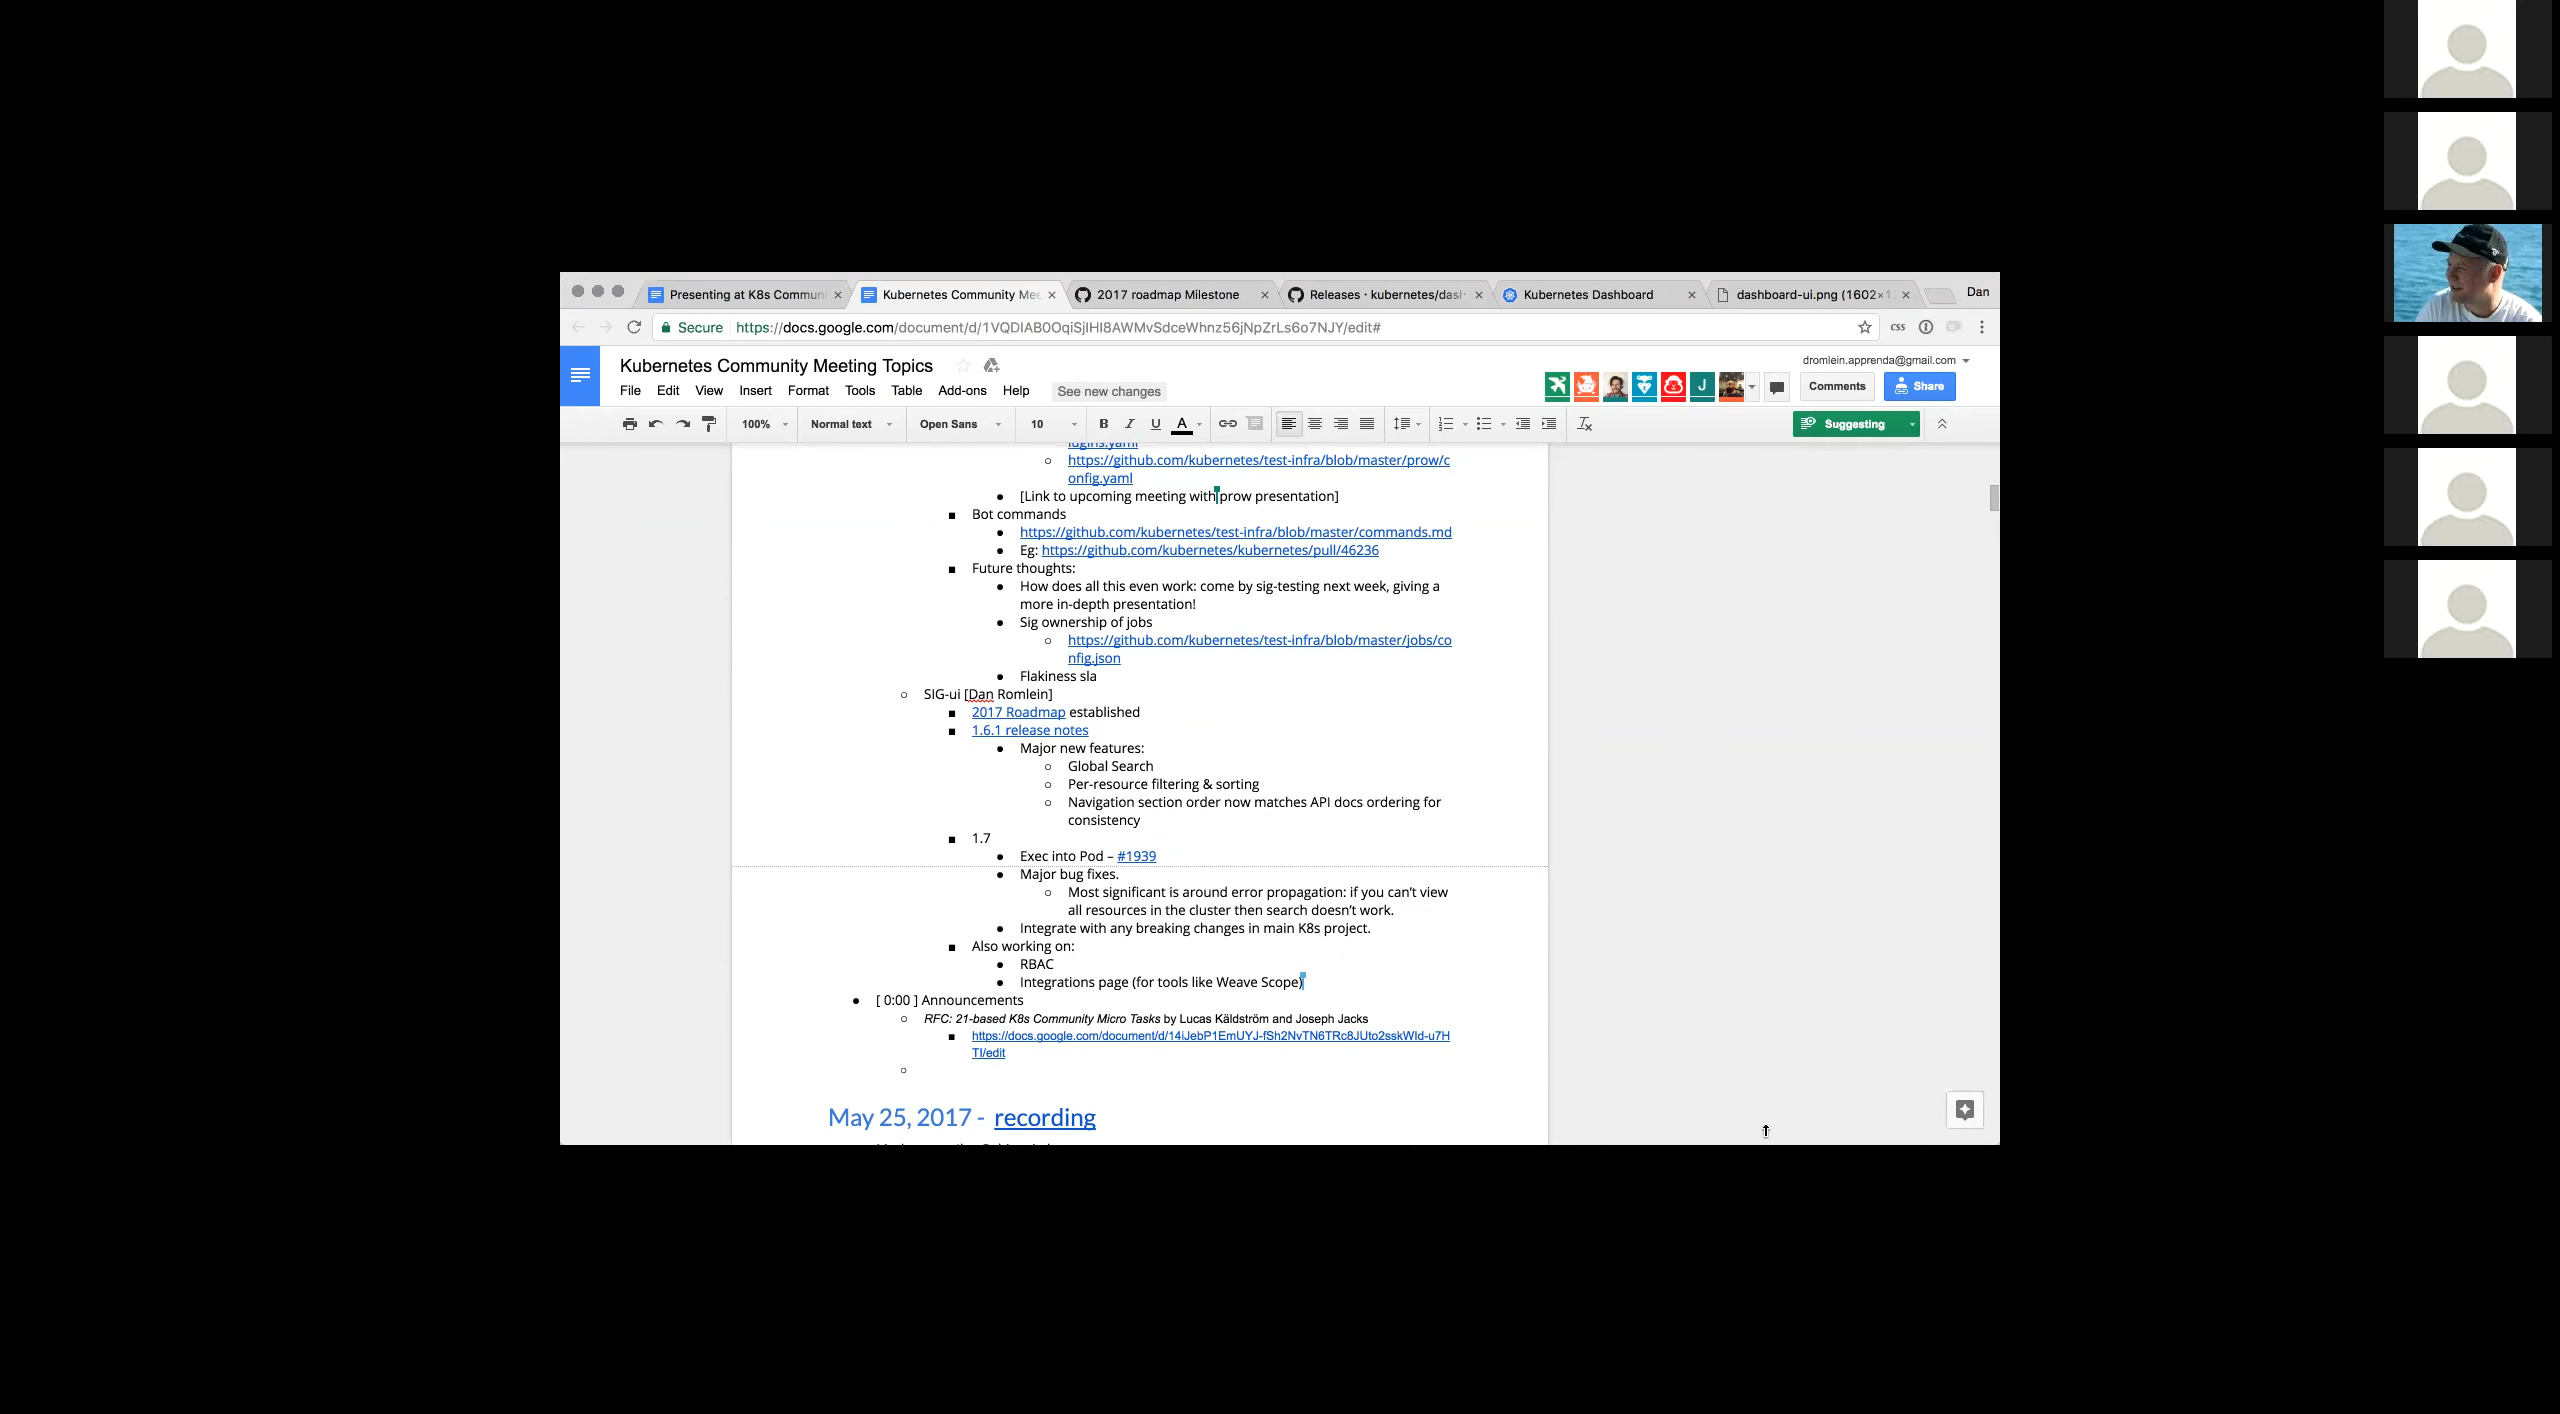 Presenting at K8s Commun
Kubernetes Community Mee
2017 roadmap Milestone
Releases · kubernetes/das
Kubernetes Dashboard
dashboard-ui.png (1602×1
Dan
Secure https://docs.google.com/document/d/1VQDIAB0OqiSjIHI8AWMvSdceWhnz56jNpZrLs6o7NJY/edit#
css
Kubernetes Community Meeting Topics
dromlein.apprenda@gmail.com
File Edit View Insert Format Tools Table Add-ons Help See new changes
J
Comments
Share
100% Normal text Open Sans 10 B I U A
Suggesting
lugins.yaml
https://github.com/kubernetes/test-infra/blob/master/prow/c
onfig.yaml
[Link to upcoming meeting with prow presentation]
Bot commands
https://github.com/kubernetes/test-infra/blob/master/commands.md
Eg: https://github.com/kubernetes/kubernetes/pull/46236
Future thoughts:
How does all this even work: come by sig-testing next week, giving a
more in-depth presentation!
Sig ownership of jobs
https://github.com/kubernetes/test-infra/blob/master/jobs/co
nfig.json
Flakiness sla
SIG-ui [Dan Romlein]
2017 Roadmap established
1.6.1 release notes
Major new features:
Global Search
Per-resource filtering & sorting
Navigation section order now matches API docs ordering for
consistency
1.7
Exec into Pod – #1939
Major bug fixes.
Most significant is around error propagation: if you can't view
all resources in the cluster then search doesn't work.
Integrate with any breaking changes in main K8s project.
Also working on:
RBAC
Integrations page (for tools like Weave Scope)
[ 0:00 ] Announcements
RFC: 21-based K8s Community Micro Tasks by Lucas Käldström and Joseph Jacks
https://docs.google.com/document/d/14iJebP1EmUYJ-fSh2NvTN6TRc8JUto2sskWId-u7H
TI/edit
May 25, 2017 - recording